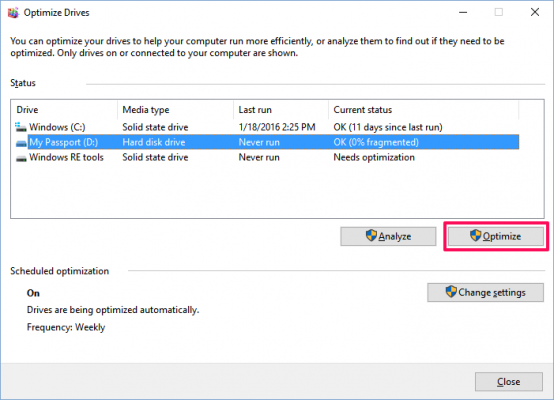 Optimize Drives
You can optimize your drives to help your computer run more efficiently, or analyze them to find out if they need to be
optimized. Only drives on or connected to your computer are shown.
Status
Drive Media type Last run Current status
Windows (C:) Solid state drive 1/18/2016 2:25 PM OK (11 days since last run)
My Passport (D:) Hard disk drive Never run OK (0% fragmented)
Windows RE tools Solid state drive Never run Needs optimization
Analyze Optimize
Scheduled optimization
On Change settings
Drives are being optimized automatically.
Frequency: Weekly
Close